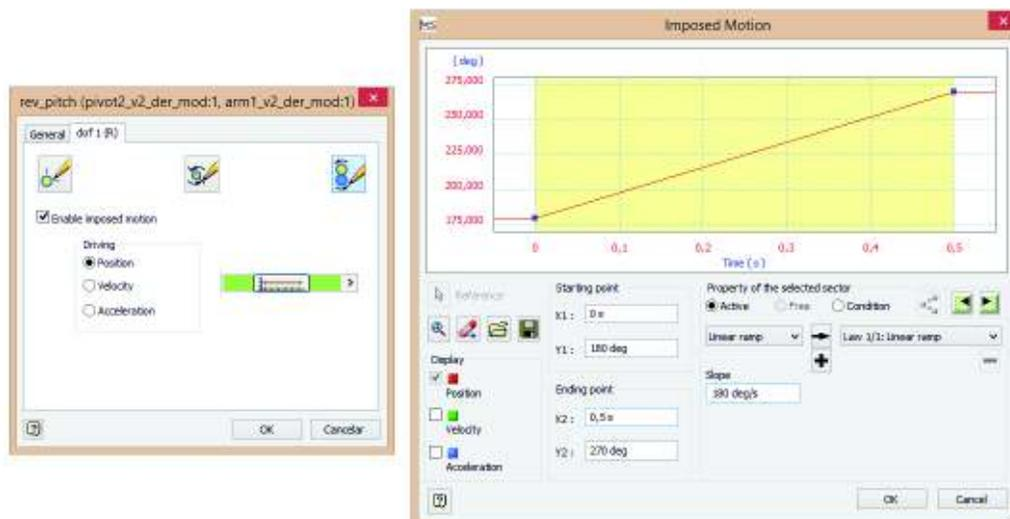 rev_pitch (pivot2_v2_der_mod:1, arm1_v2_der_mod:1)
General
dof 1 (R)
Enable imposed motion
Driving
Position
Velocity
Acceleration
OK
Cancelar
Imposed Motion
(deg)
275,000
250,000
225,000
200,000
175,000
0
0,1
0,2
0,3
0,4
0,5
Time (s)
Reference
Display
Position
Velocity
Acceleration
Starting point
X1: 0 s
Y1: 180 deg
Ending point
X2: 0,5 s
Y2: 270 deg
Property of the selected sector
Active
Free
Condition
Linear ramp
Law 1/1: Linear ramp
Slope
180 deg/s
OK
Cancel